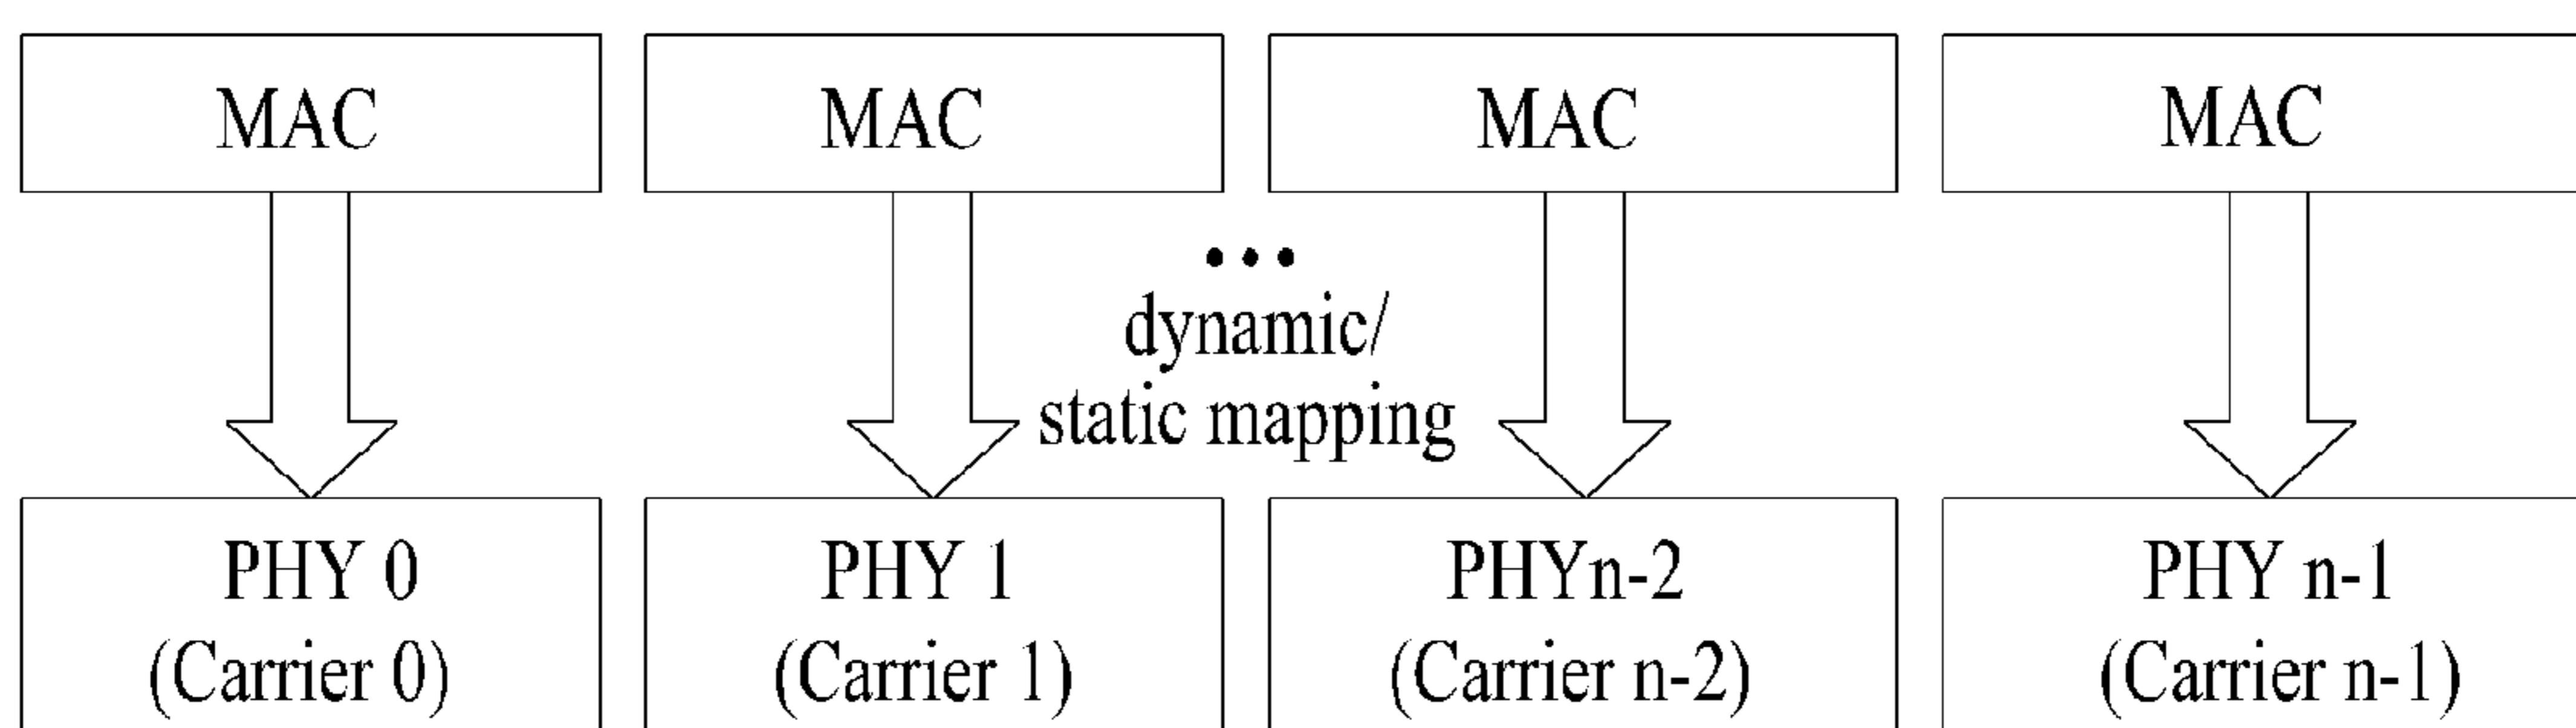 MAC
MAC
MAC
MAC
•••
dynamic/
static mapping
PHY 0
(Carrier 0)
PHY 1
(Carrier 1)
PHYn-2
(Carrier n-2)
PHY n-1
(Carrier n-1)